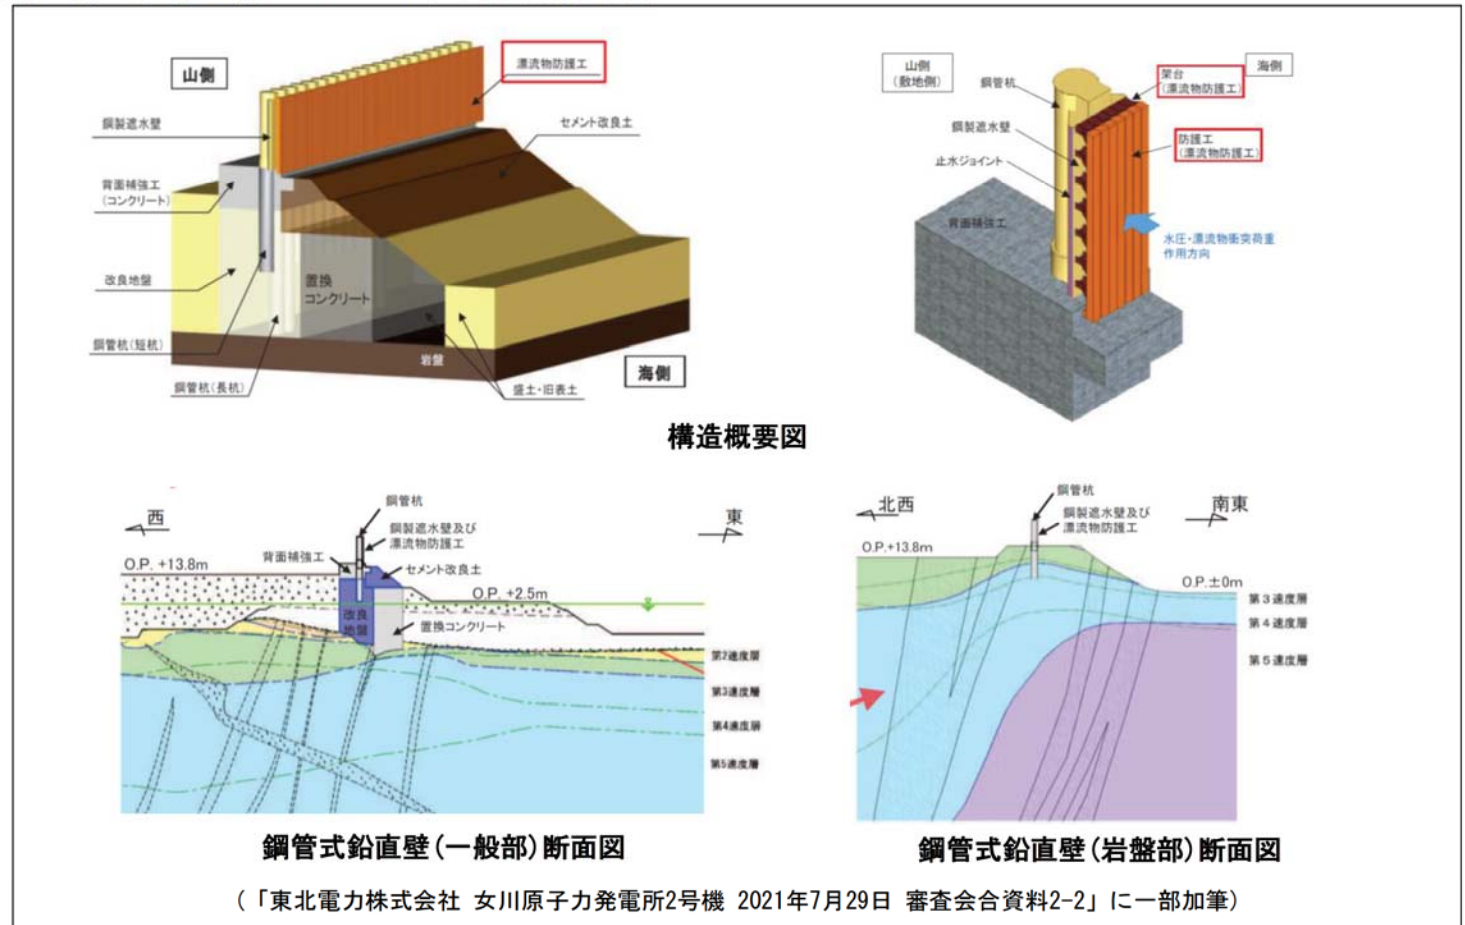 山側
漂流物防護工
鋼製遮水壁
セメント改良土
背面補強工
(コンクリート)
改良地盤
置換
コンクリート
鋼管杭(短杭)
岩盤
海側
鋼管杭(長杭)
盛土・旧表土
山側
(敷地側)
鋼管杭
架台
(漂流物防護工)
海側
鋼製遮水壁
防護工
(漂流物防護工)
止水ジョイント
背面補強工
水圧・漂流物衝突荷重
作用方向
構造概要図
西
鋼管杭
東
鋼製遮水壁及び
漂流物防護工
背面補強工
セメント改良土
O.P. +13.8m
O.P. +2.5m
改良
地盤
置換コンクリート
第2速度層
第3速度層
第4速度層
第5速度層
北西
鋼管杭
南東
鋼製遮水壁及び
漂流物防護工
O.P.+13.8m
O.P.±0m
第3速度層
第4速度層
第5速度層
鋼管式鉛直壁(一般部)断面図
鋼管式鉛直壁(岩盤部)断面図
(「東北電力株式会社 女川原子力発電所2号機 2021年7月29日 審査会合資料2-2」に一部加筆)